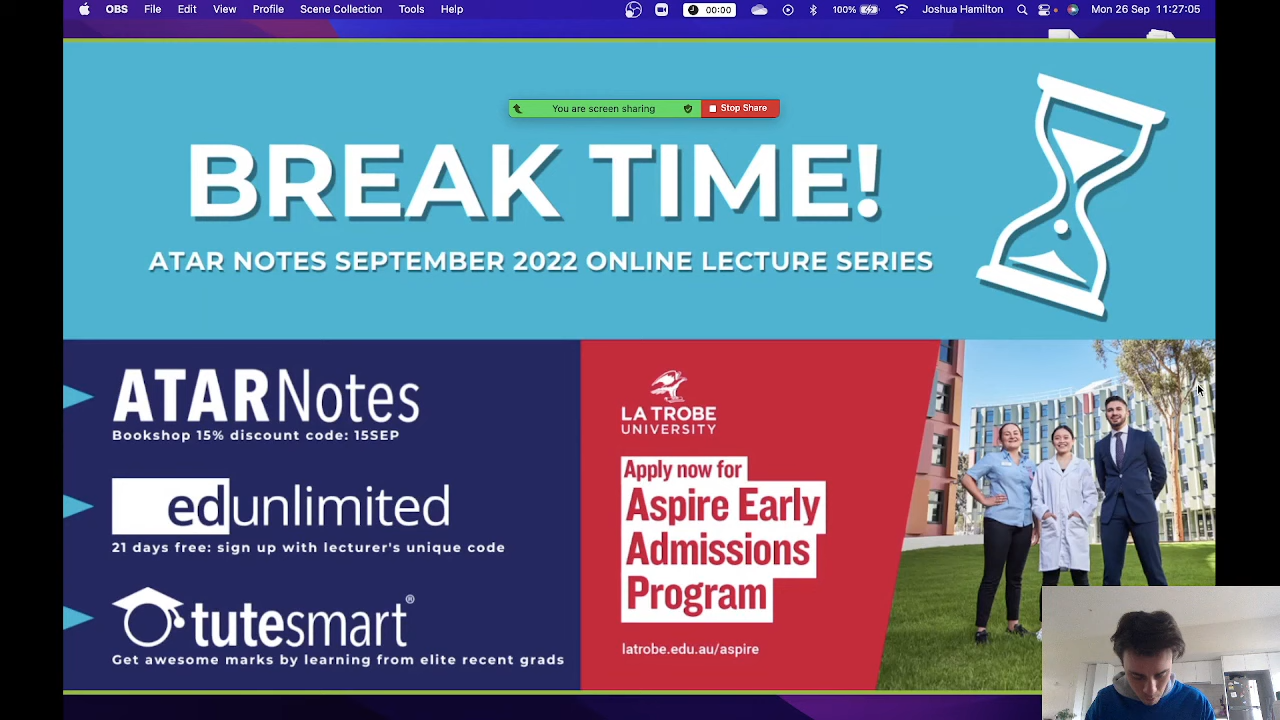 OBS File Edit View Profile Scene Collection Tools Help 00:00 100% Joshua Hamilton Mon 26 Sep 11:27:05
You are screen sharing Stop Share
BREAK TIME!
ATAR NOTES SEPTEMBER 2022 ONLINE LECTURE SERIES
ATARNotes
Bookshop 15% discount code: 15SEP
edunlimited
21 days free: sign up with lecturer's unique code
tutesmart®
Get awesome marks by learning from elite recent grads
LA TROBE
UNIVERSITY
Apply now for
Aspire Early
Admissions
Program
latrobe.edu.au/aspire